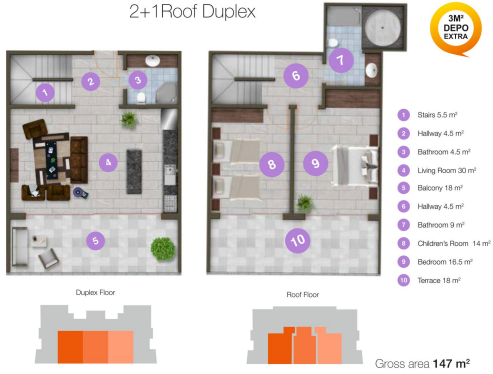 2+1Roof Duplex
3M²
DEPO
EXTRA
1
2
3
4
5
6
7
8
9
10
1 Stairs 5.5 m²
2 Hallway 4.5 m²
3 Bathroom 4.5 m²
4 Living Room 30 m²
5 Balcony 18 m²
6 Hallway 4.5 m²
7 Bathroom 9 m²
8 Children's Room 14 m²
9 Bedroom 16.5 m²
10 Terrace 18 m²
Duplex Floor
Roof Floor
Gross area 147 m²